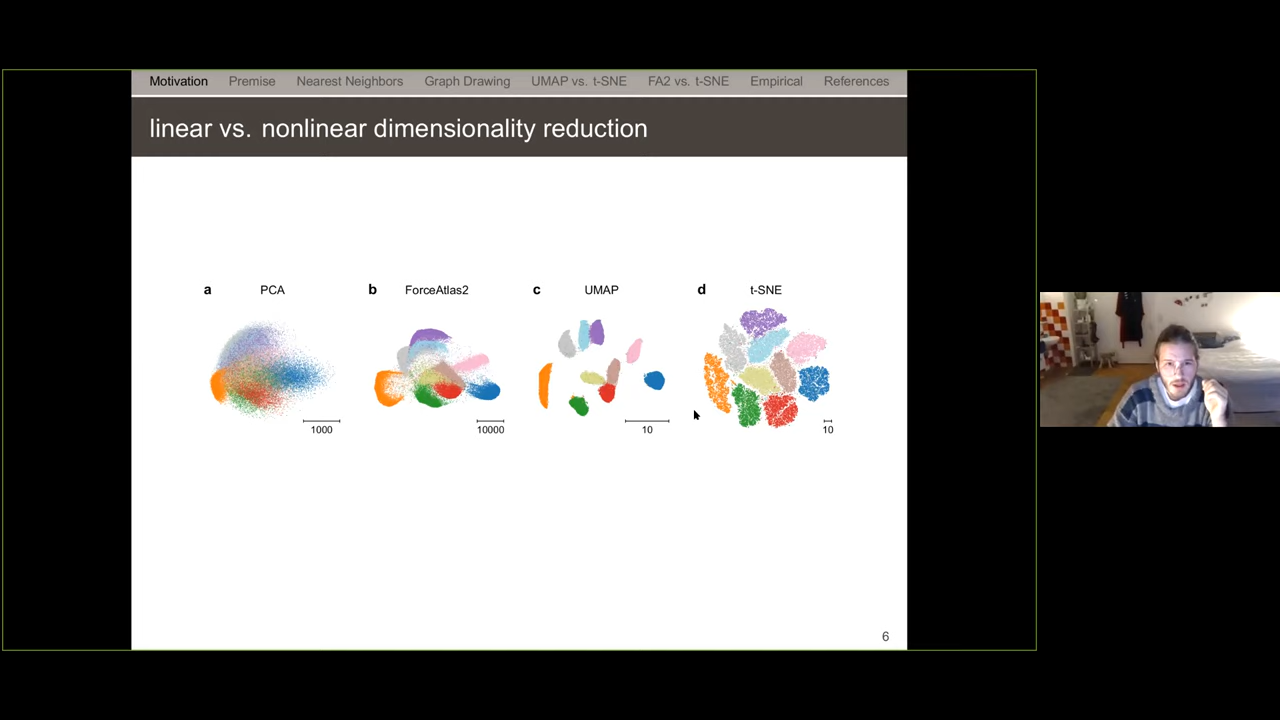 Motivation Premise Nearest Neighbors Graph Drawing UMAP vs. t-SNE FA2 vs. t-SNE Empirical References
linear vs. nonlinear dimensionality reduction
a PCA b ForceAtlas2 c UMAP d t-SNE
1000 10000 10 10
6